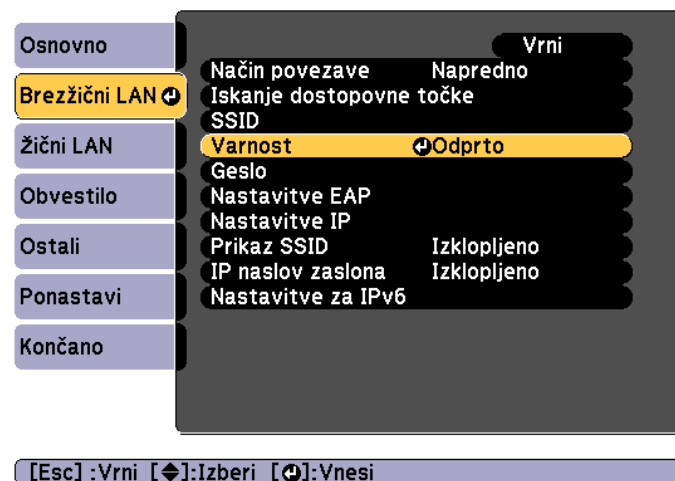 Osnovno
Brezžični LAN
Žični LAN
Obvestilo
Ostali
Ponastavi
Končano
Vrni
Način povezave Napredno
Iskanje dostopovne točke
SSID
Varnost Odprto
Geslo
Nastavitve EAP
Nastavitve IP
Prikaz SSID Izklopljeno
IP naslov zaslona Izklopljeno
Nastavitve za IPv6
[Esc] :Vrni [◆]:Izberi [↵]:Vnesi